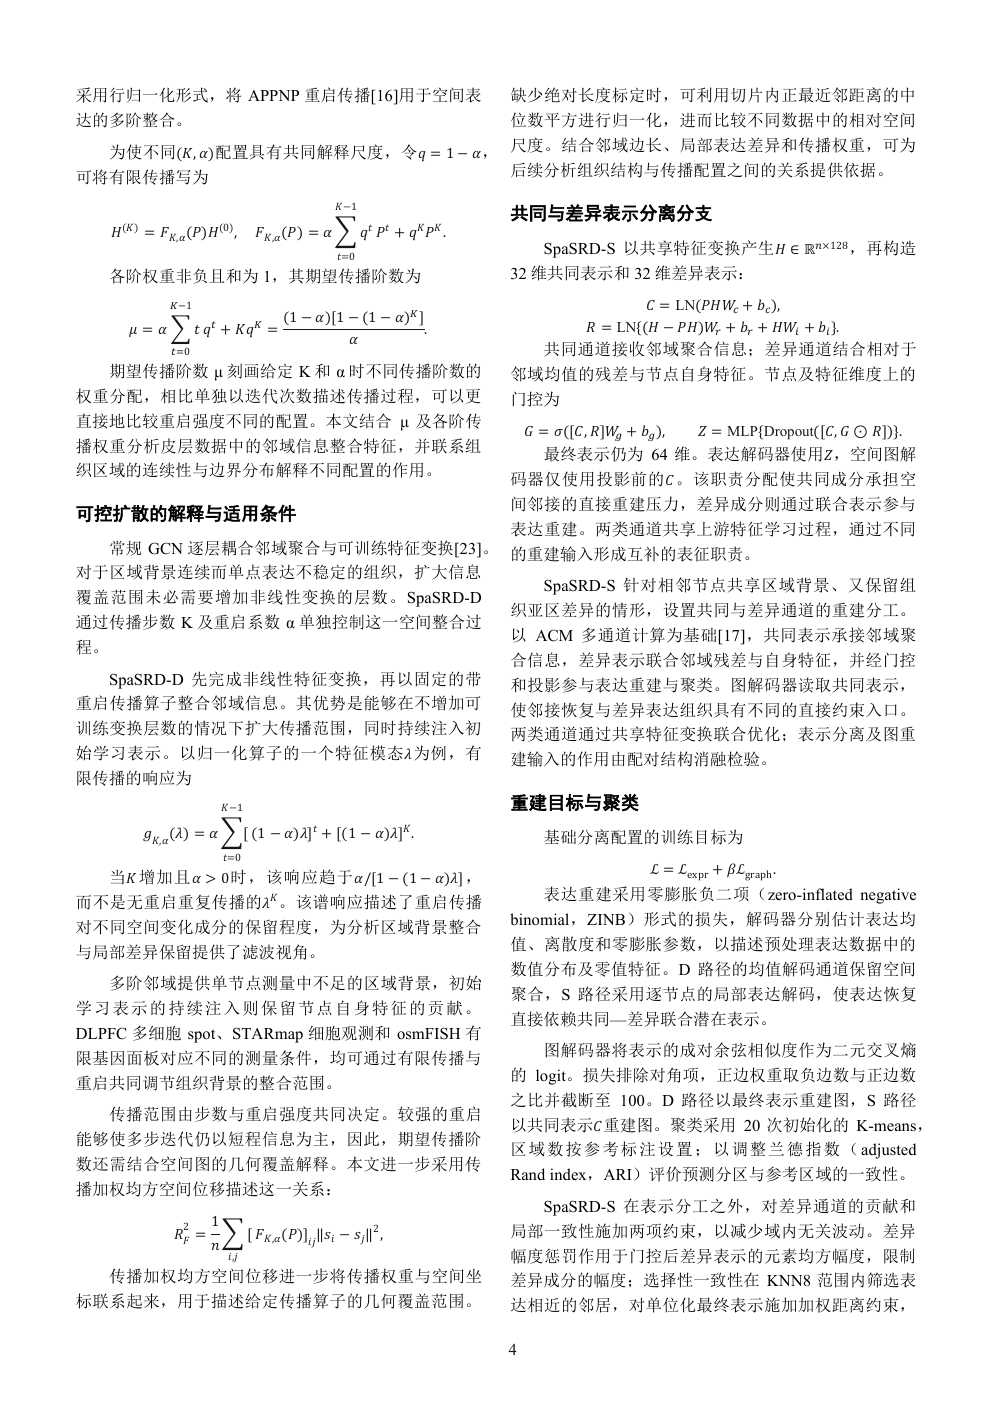 采用行归一化形式，将 APPNP 重启传播[16]用于空间表
达的多阶整合。
为使不同(K, α)配置具有共同解释尺度，令q = 1 − α，
可将有限传播写为
H^{(K)} = F_{K,α}(P)H^{(0)},    F_{K,α}(P) = α ∑_{t=0}^{K−1} q^t P^t + q^K P^K.
各阶权重非负且和为 1，其期望传播阶数为
μ = α ∑_{t=0}^{K−1} t q^t + Kq^K = (1 − α)[1 − (1 − α)^K] / α.
期望传播阶数 μ 刻画给定 K 和 α 时不同传播阶数的
权重分配，相比单独以迭代次数描述传播过程，可以更
直接地比较重启强度不同的配置。本文结合 μ 及各阶传
播权重分析皮层数据中的邻域信息整合特征，并联系组
织区域的连续性与边界分布解释不同配置的作用。
可控扩散的解释与适用条件
常规 GCN 逐层耦合邻域聚合与可训练特征变换[23]。
对于区域背景连续而单点表达不稳定的组织，扩大信息
覆盖范围未必需要增加非线性变换的层数。SpaSRD-D
通过传播步数 K 及重启系数 α 单独控制这一空间整合过
程。
SpaSRD-D 先完成非线性特征变换，再以固定的带
重启传播算子整合邻域信息。其优势是能够在不增加可
训练变换层数的情况下扩大传播范围，同时持续注入初
始学习表示。以归一化算子的一个特征模态λ为例，有
限传播的响应为
g_{K,α}(λ) = α ∑_{t=0}^{K−1} [ (1 − α)λ]^t + [(1 − α)λ]^K.
当K增加且α > 0时，该响应趋于α/[1 − (1 − α)λ]，
而不是无重启重复传播的λ^K。该谱响应描述了重启传播
对不同空间变化成分的保留程度，为分析区域背景整合
与局部差异保留提供了滤波视角。
多阶邻域提供单节点测量中不足的区域背景，初始
学习表示的持续注入则保留节点自身特征的贡献。
DLPFC 多细胞 spot、STARmap 细胞观测和 osmFISH 有
限基因面板对应不同的测量条件，均可通过有限传播与
重启共同调节组织背景的整合范围。
传播范围由步数与重启强度共同决定。较强的重启
能够使多步迭代仍以短程信息为主，因此，期望传播阶
数还需结合空间图的几何覆盖解释。本文进一步采用传
播加权均方空间位移描述这一关系：
R_F^2 = 1/n ∑_{i,j} [ F_{K,α}(P)]_{ij}‖s_i − s_j‖^2,
传播加权均方空间位移进一步将传播权重与空间坐
标联系起来，用于描述给定传播算子的几何覆盖范围。
缺少绝对长度标定时，可利用切片内正最近邻距离的中
位数平方进行归一化，进而比较不同数据中的相对空间
尺度。结合邻域边长、局部表达差异和传播权重，可为
后续分析组织结构与传播配置之间的关系提供依据。
共同与差异表示分离分支
SpaSRD-S 以共享特征变换产生H ∈ ℝ^{n×128}，再构造
32 维共同表示和 32 维差异表示：
C = LN(PHW_c + b_c),
R = LN{(H − PH)W_r + b_r + HW_i + b_i}.
共同通道接收邻域聚合信息；差异通道结合相对于
邻域均值的残差与节点自身特征。节点及特征维度上的
门控为
G = σ([C, R]W_g + b_g),    Z = MLP{Dropout([C, G ⊙ R])}.
最终表示仍为 64 维。表达解码器使用Z，空间图解
码器仅使用投影前的C。该职责分配使共同成分承担空
间邻接的直接重建压力，差异成分则通过联合表示参与
表达重建。两类通道共享上游特征学习过程，通过不同
的重建输入形成互补的表征职责。
SpaSRD-S 针对相邻节点共享区域背景、又保留组
织亚区差异的情形，设置共同与差异通道的重建分工。
以 ACM 多通道计算为基础[17]，共同表示承接邻域聚
合信息，差异表示联合邻域残差与自身特征，并经门控
和投影参与表达重建与聚类。图解码器读取共同表示，
使邻接恢复与差异表达组织具有不同的直接约束入口。
两类通道通过共享特征变换联合优化；表示分离及图重
建输入的作用由配对结构消融检验。
重建目标与聚类
基础分离配置的训练目标为
ℒ = ℒ_{expr} + βℒ_{graph}.
表达重建采用零膨胀负二项（zero-inflated negative
binomial，ZINB）形式的损失，解码器分别估计表达均
值、离散度和零膨胀参数，以描述预处理表达数据中的
数值分布及零值特征。D 路径的均值解码通道保留空间
聚合，S 路径采用逐节点的局部表达解码，使表达恢复
直接依赖共同—差异联合潜在表示。
图解码器将表示的成对余弦相似度作为二元交叉熵
的 logit。损失排除对角项，正边权重取负边数与正边数
之比并截断至 100。D 路径以最终表示重建图，S 路径
以共同表示C重建图。聚类采用 20 次初始化的 K-means，
区域数按参考标注设置；以调整兰德指数（adjusted
Rand index，ARI）评价预测分区与参考区域的一致性。
SpaSRD-S 在表示分工之外，对差异通道的贡献和
局部一致性施加两项约束，以减少域内无关波动。差异
幅度惩罚作用于门控后差异表示的元素均方幅度，限制
差异成分的幅度；选择性一致性在 KNN8 范围内筛选表
达相近的邻居，对单位化最终表示施加加权距离约束，
4